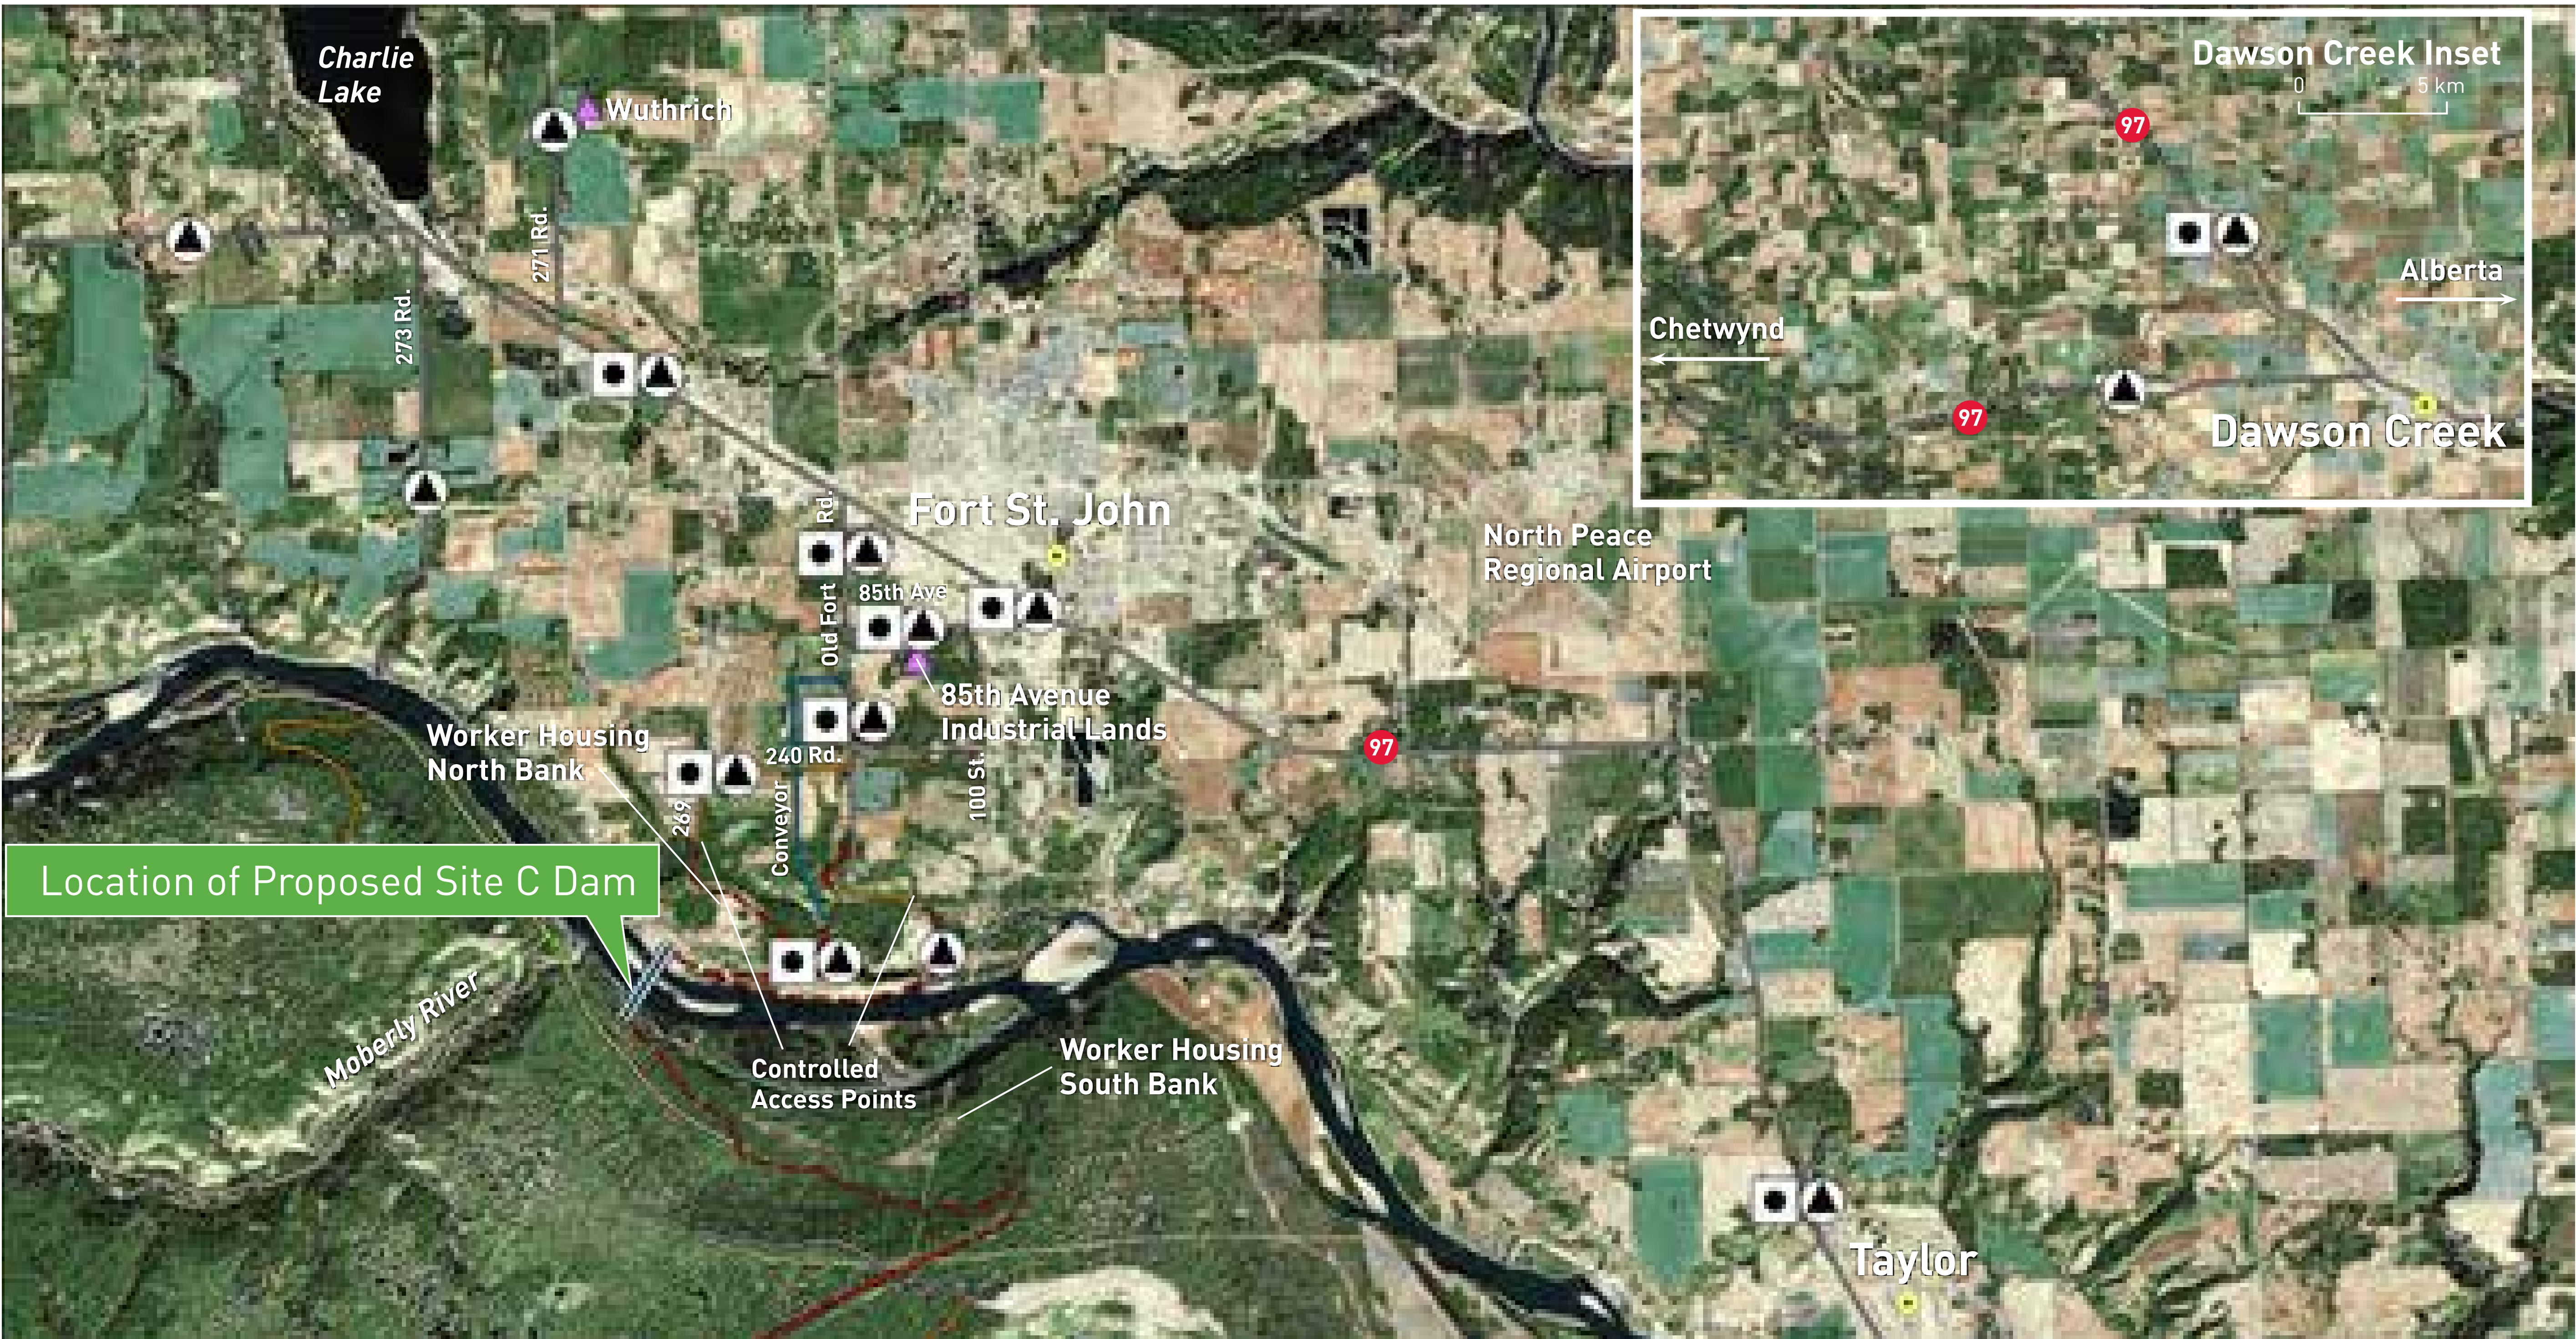 Charlie
Lake
Wuthrich
271 Rd.
273 Rd.
Dawson Creek Inset
0 5 km
97
Alberta
Chetwynd
97
Dawson Creek
Fort St. John
North Peace
Regional Airport
Old Fort Rd.
85th Ave
85th Avenue
Industrial Lands
Worker Housing
North Bank
240 Rd.
97
269
Conveyor
100 St.
Location of Proposed Site C Dam
Moberly River
Controlled
Access Points
Worker Housing
South Bank
Taylor